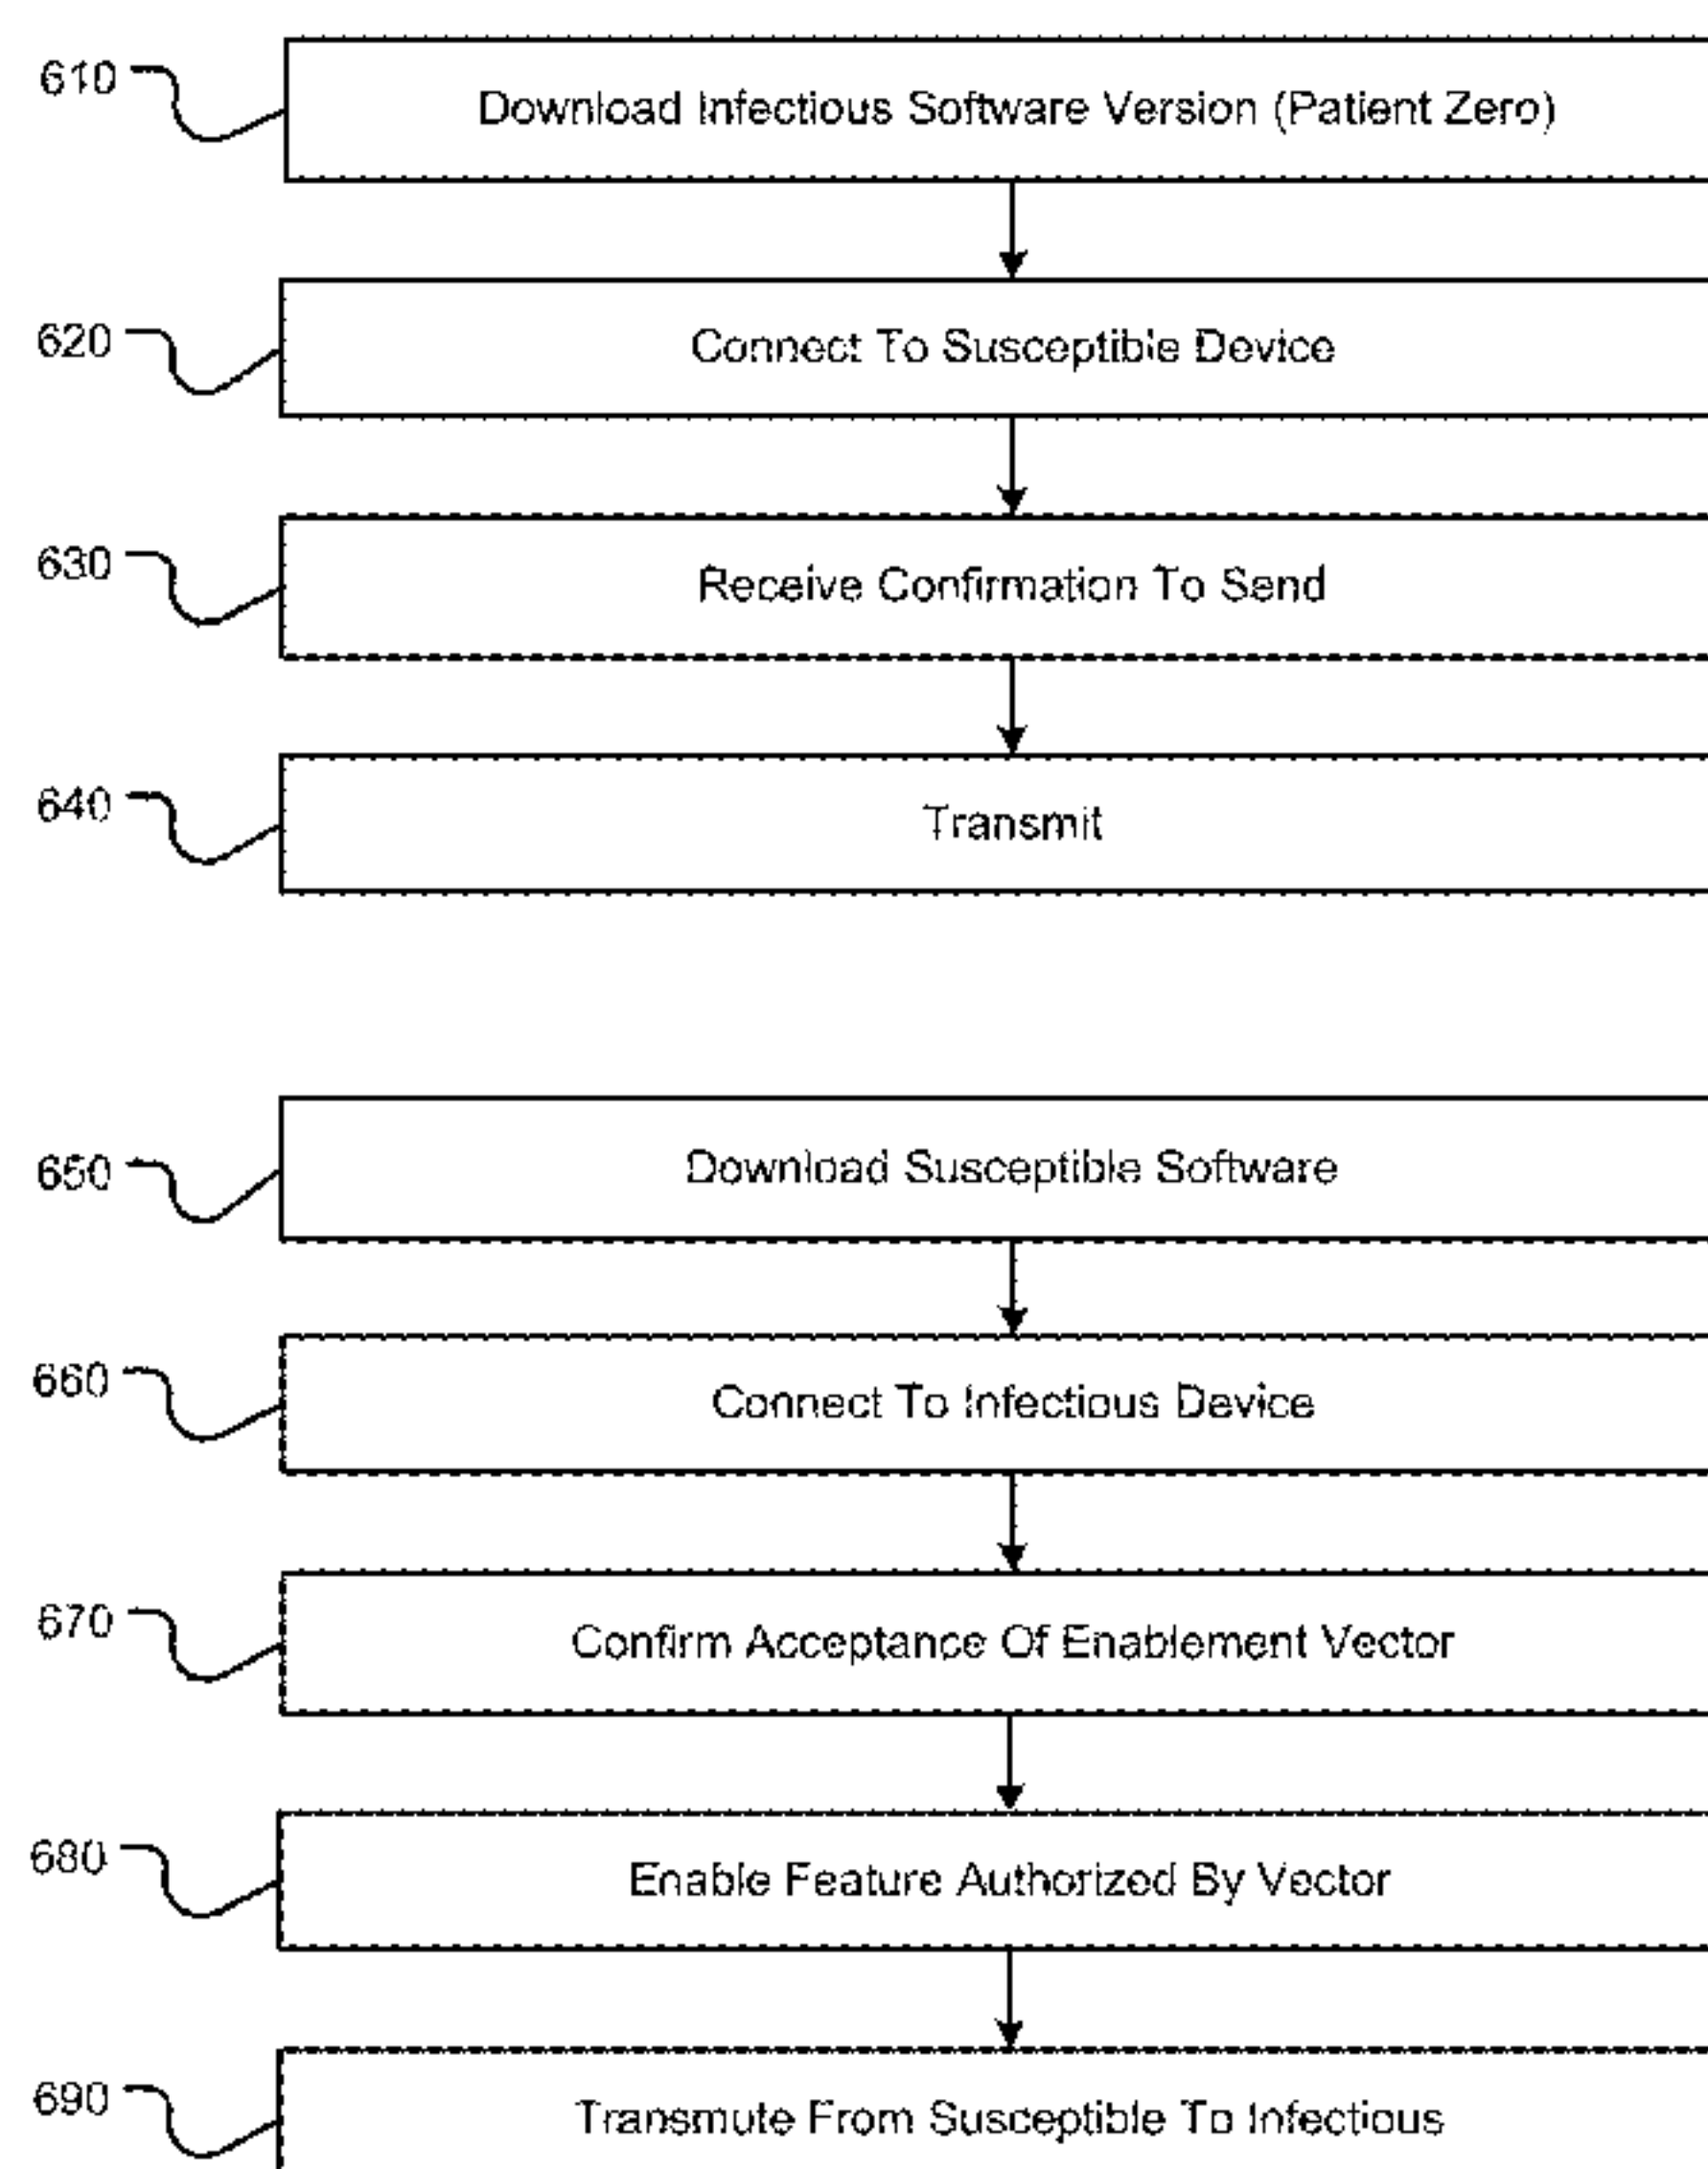 610 Download Infectious Software Version (Patient Zero)
620 Connect To Susceptible Device
630 Receive Confirmation To Send
640 Transmit
650 Download Susceptible Software
660 Connect To Infectious Device
670 Confirm Acceptance Of Enablement Vector
680 Enable Feature Authorized By Vector
690 Transmute From Susceptible To Infectious